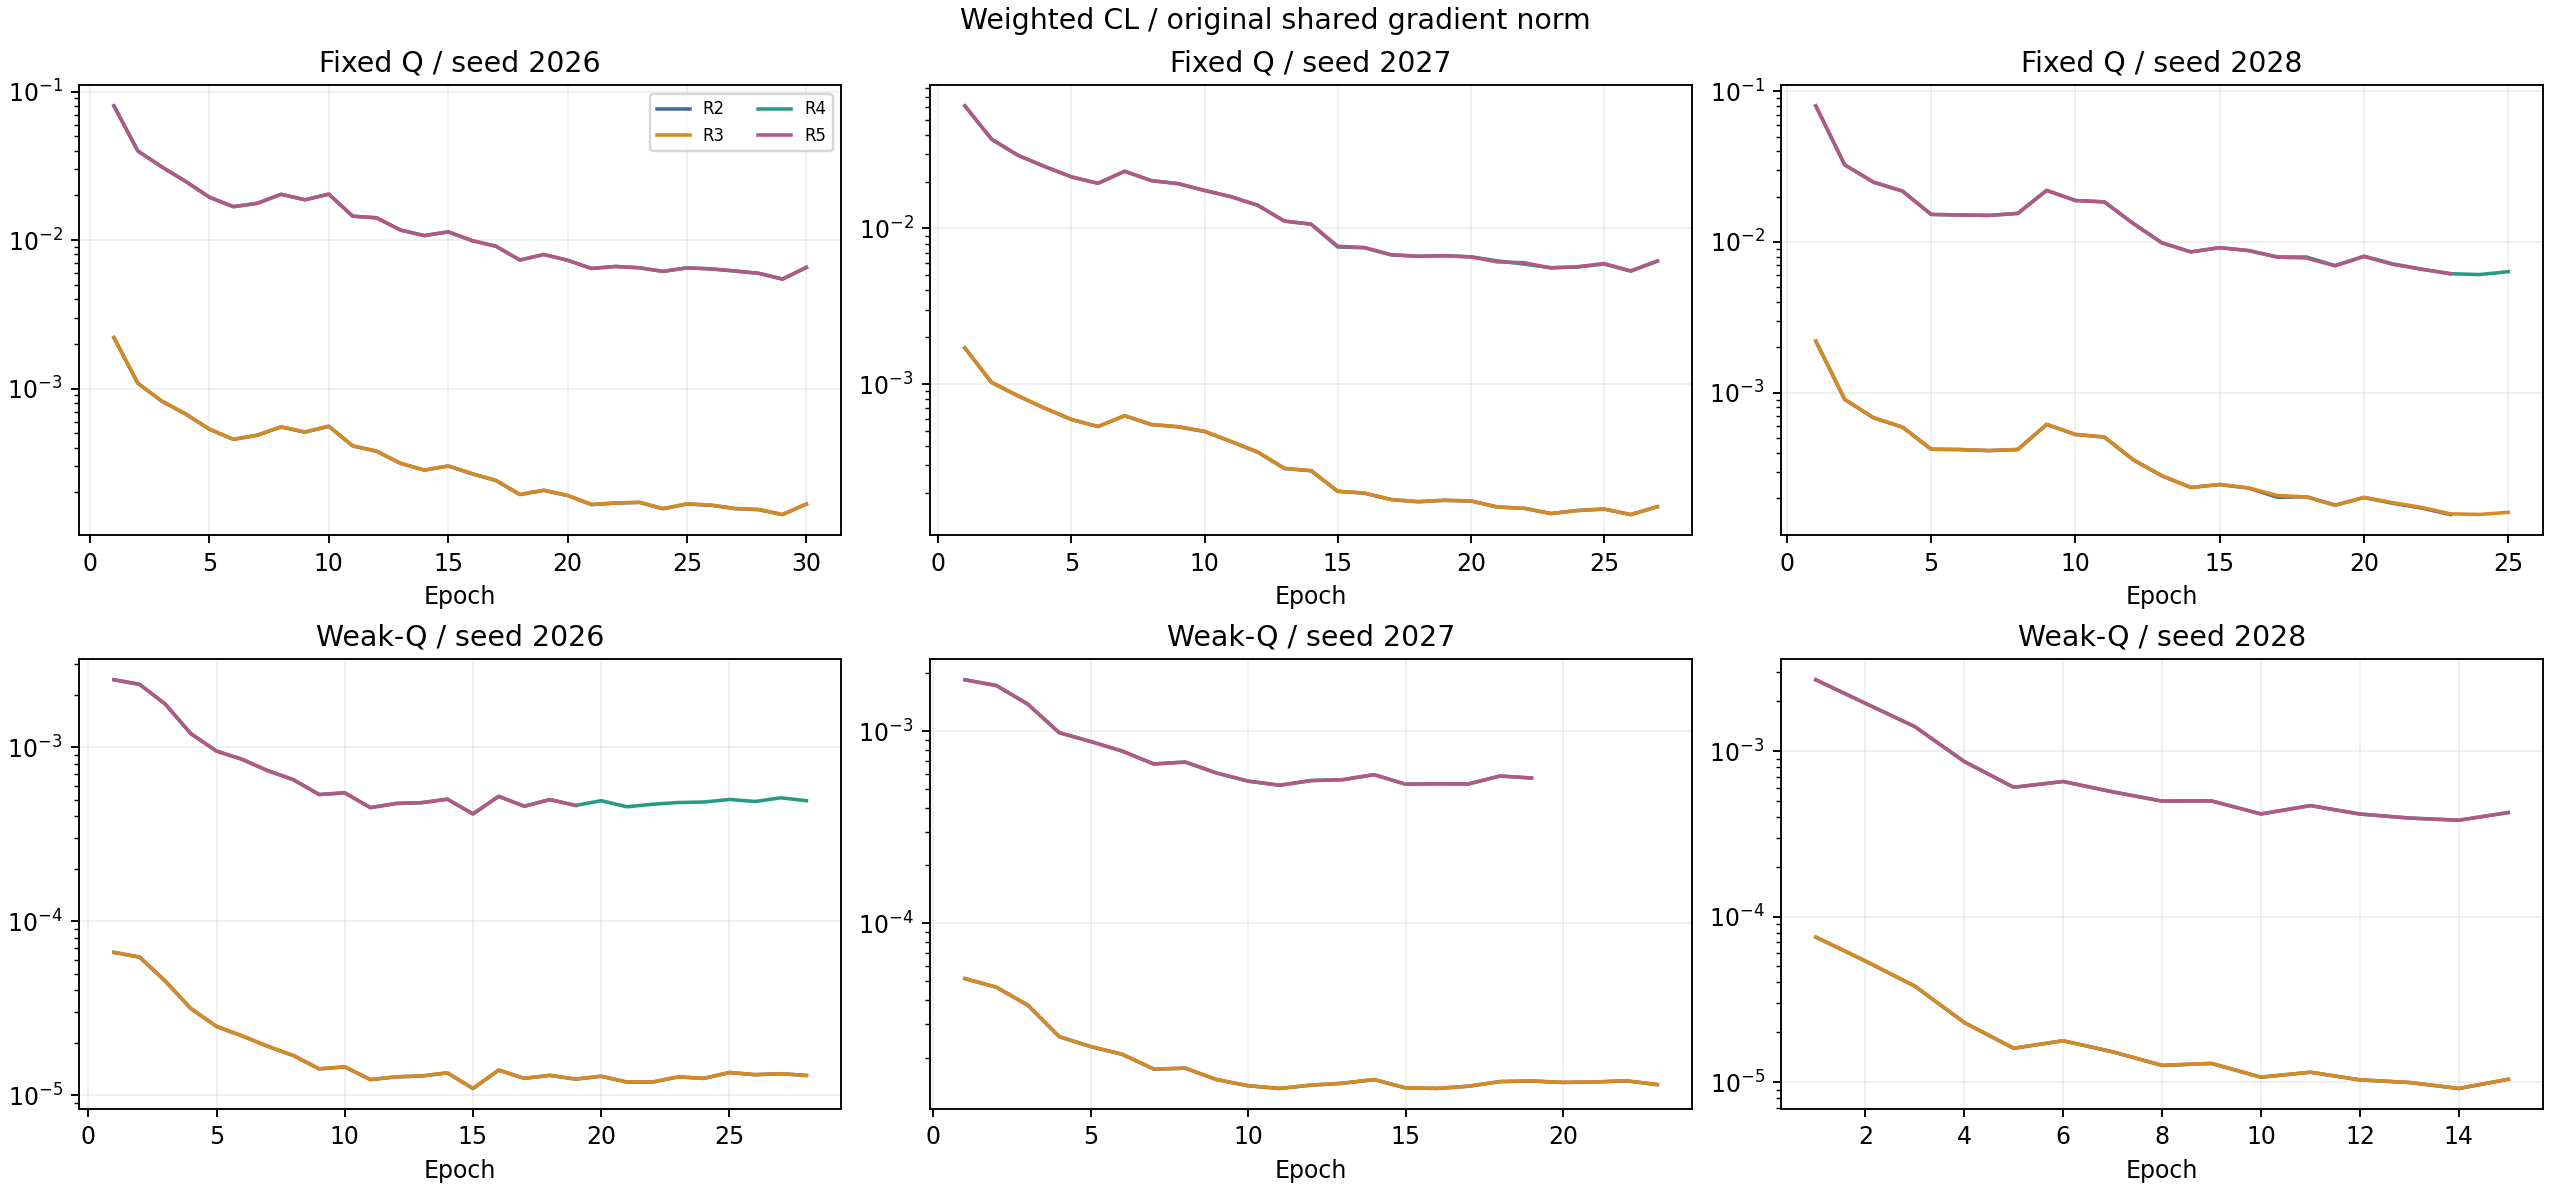 Weighted CL / original shared gradient norm
Fixed Q / seed 2026
Fixed Q / seed 2027
Fixed Q / seed 2028
10⁻¹
10⁻²
10⁻³
R2
R3
R4
R5
0 5 10 15 20 25 30
Epoch
10⁻²
10⁻³
0 5 10 15 20 25
Epoch
10⁻¹
10⁻²
10⁻³
0 5 10 15 20 25
Epoch
Weak-Q / seed 2026
Weak-Q / seed 2027
Weak-Q / seed 2028
10⁻³
10⁻⁴
10⁻⁵
0 5 10 15 20 25
Epoch
10⁻³
10⁻⁴
0 5 10 15 20
Epoch
10⁻³
10⁻⁴
10⁻⁵
2 4 6 8 10 12 14
Epoch